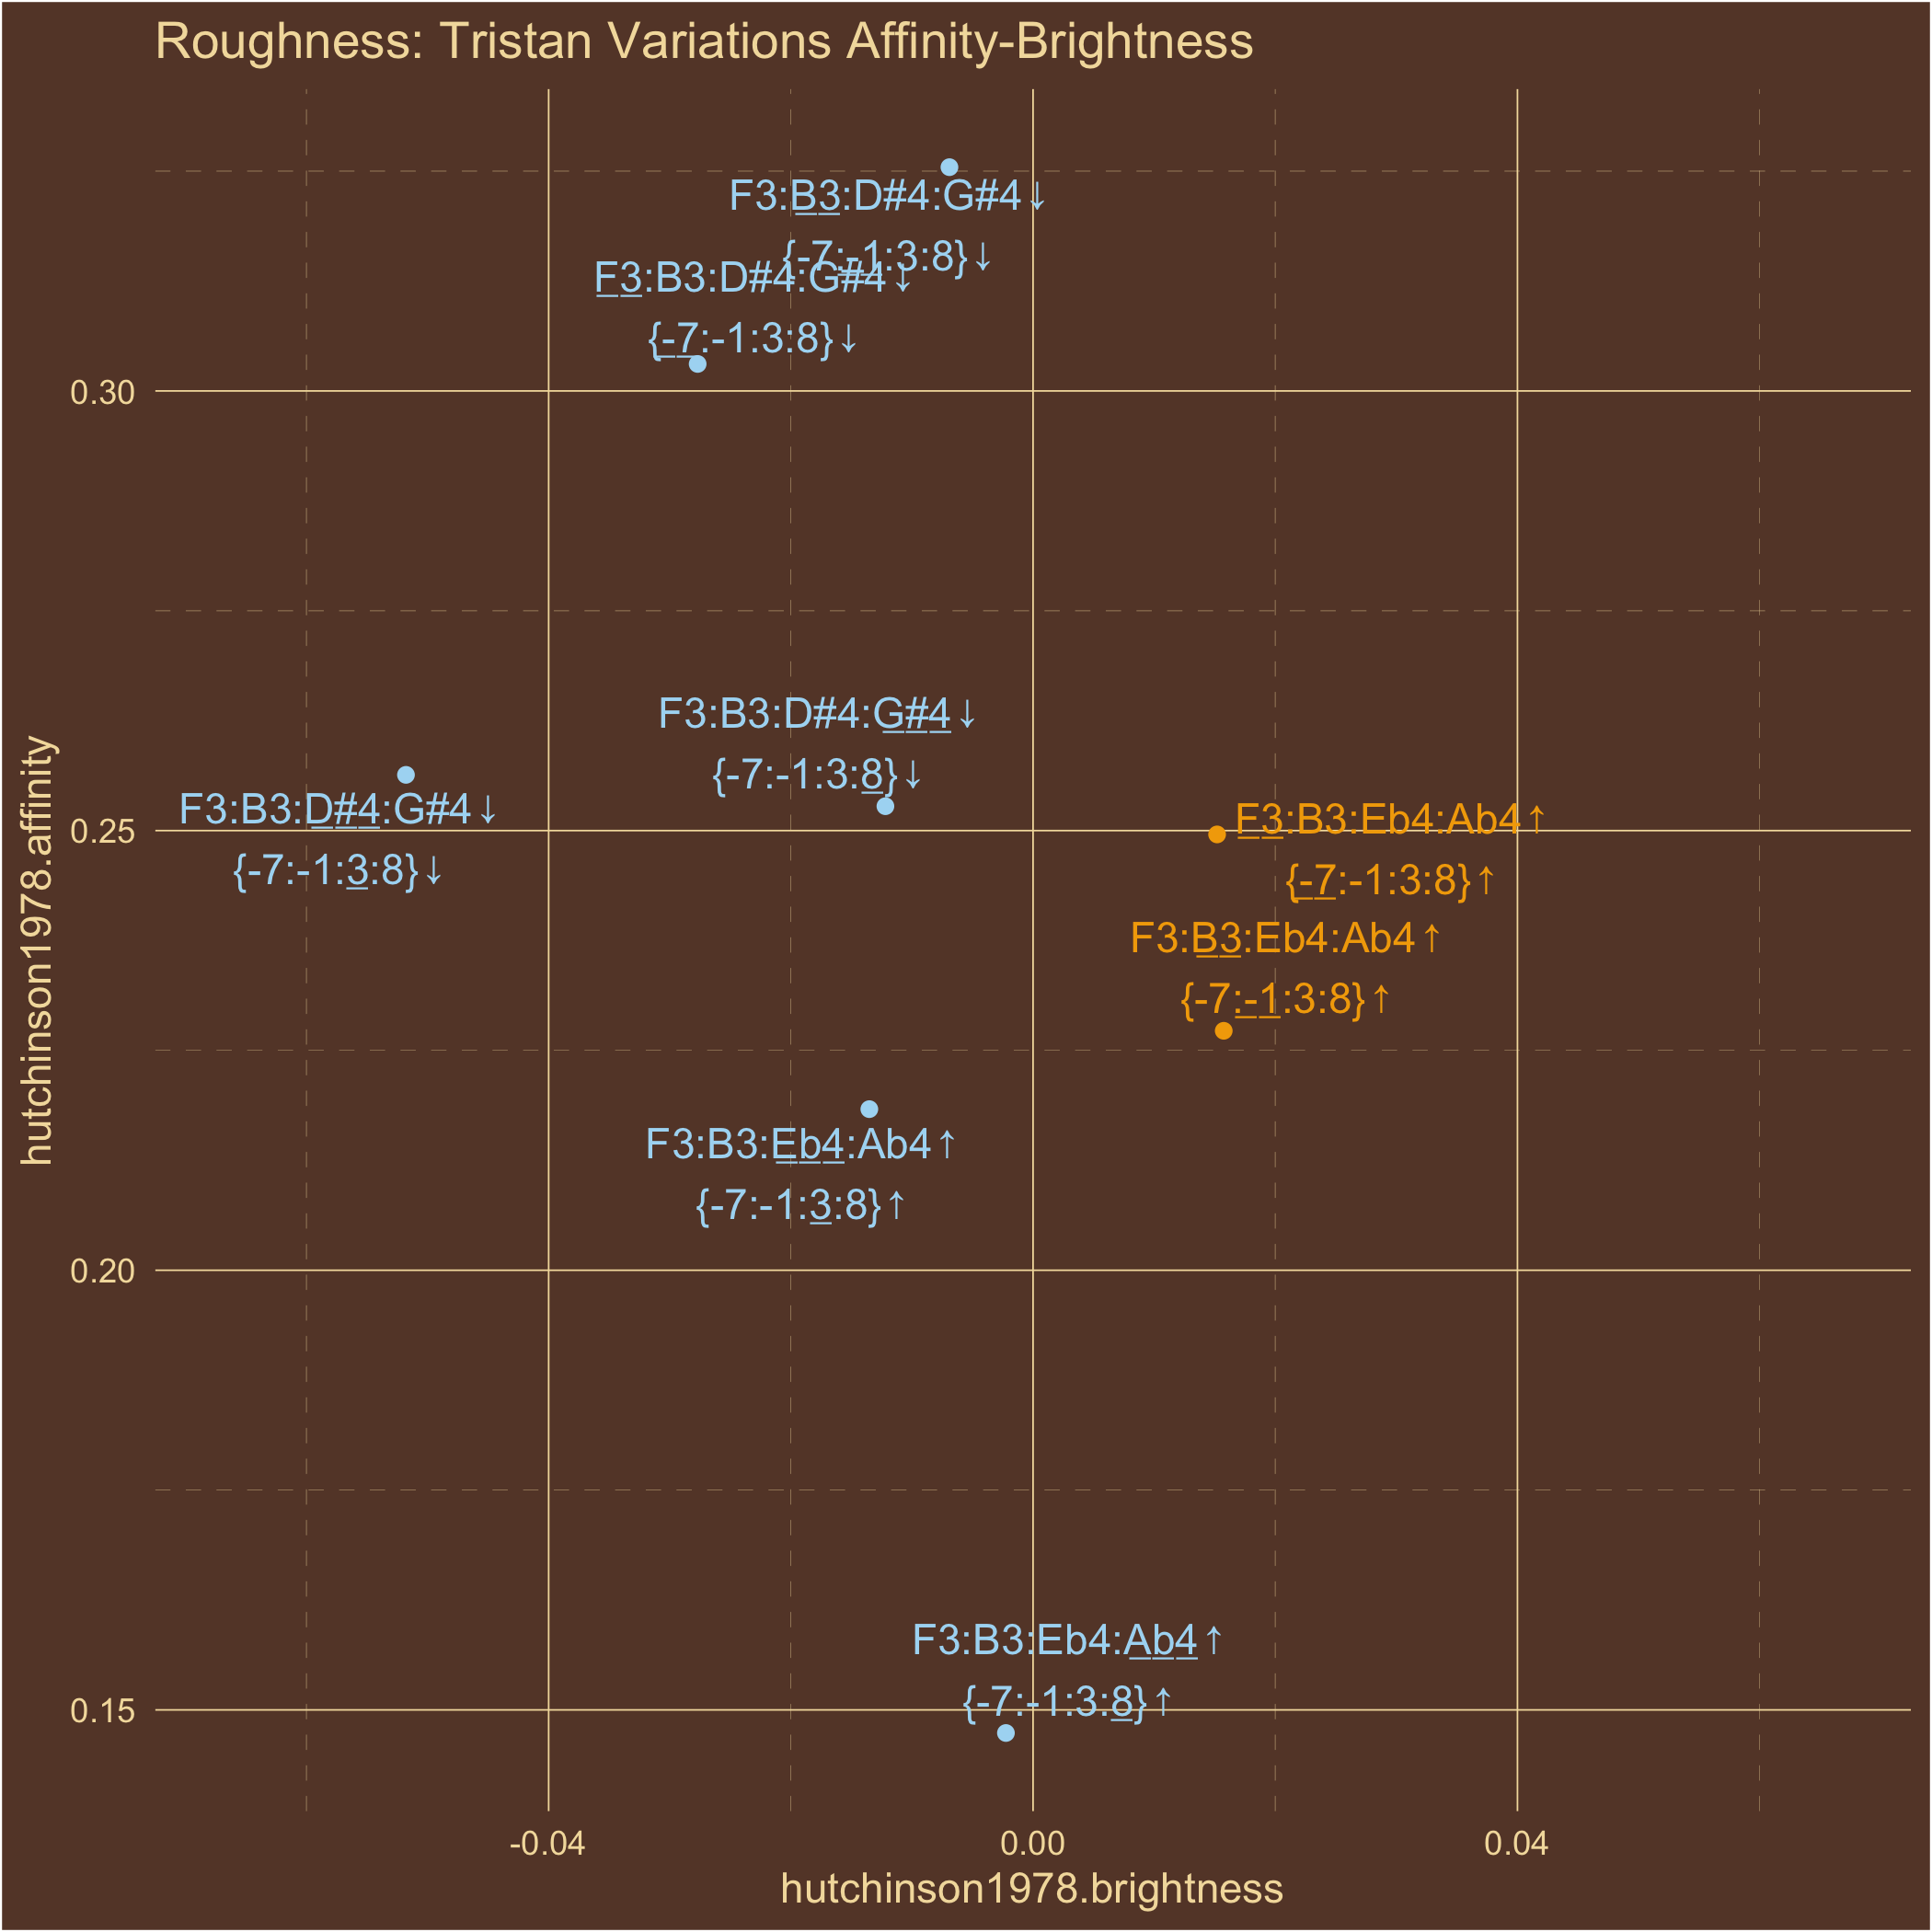 Roughness: Tristan Variations Affinity-Brightness
F3:B3:D#4:G#4↓
{-7:-1:3:8}↓
F3:B3:D#4:G#4↓
{-7:-1:3:8}↓
0.30
F3:B3:D#4:G#4↓
{-7:-1:3:8}↓
F3:B3:D#4:G#4↓
{-7:-1:3:8}↓
0.25
F3:B3:Eb4:Ab4↑
{-7:-1:3:8}↑
F3:B3:Eb4:Ab4↑
{-7:-1:3:8}↑
hutchinson1978.affinity
F3:B3:Eb4:Ab4↑
{-7:-1:3:8}↑
0.20
F3:B3:Eb4:Ab4↑
{-7:-1:3:8}↑
0.15
-0.04
0.00
0.04
hutchinson1978.brightness